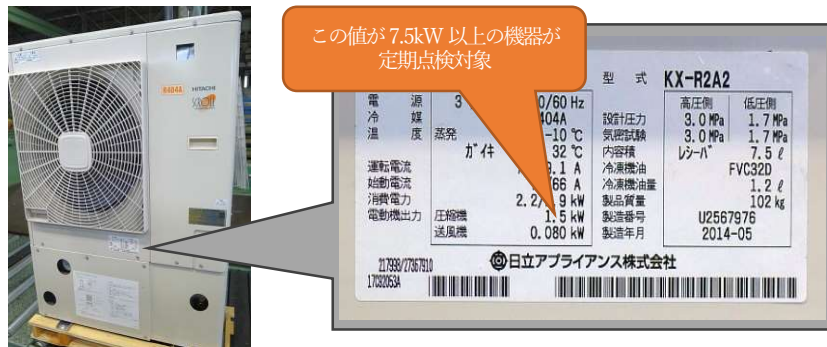 この値が 7.5kW 以上の機器が
定期点検対象
R404A
HITACHI
型 式 KX-R2A2
電 源 3 0/60 Hz
冷 媒 404A
温 度 蒸発 -10 ℃
ガイキ 32 ℃
運転電流 .1 A
始動電流 /66 A
消費電力 2.2/ 9 kW
電動機出力 圧縮機 1.5 kW
送風機 0.080 kW
高圧側 低圧側
設計圧力 3.0 MPa 1.7 MPa
気密試験 3.0 MPa 1.7 MPa
内容積 レシーバ 7.5 ℓ
冷凍機油 FVC32D
冷凍機油量 1.2 ℓ
製品質量 102 kg
製造番号 U2567976
製造年月 2014-05
217998/27367910
日立アプライアンス株式会社
17C92053A